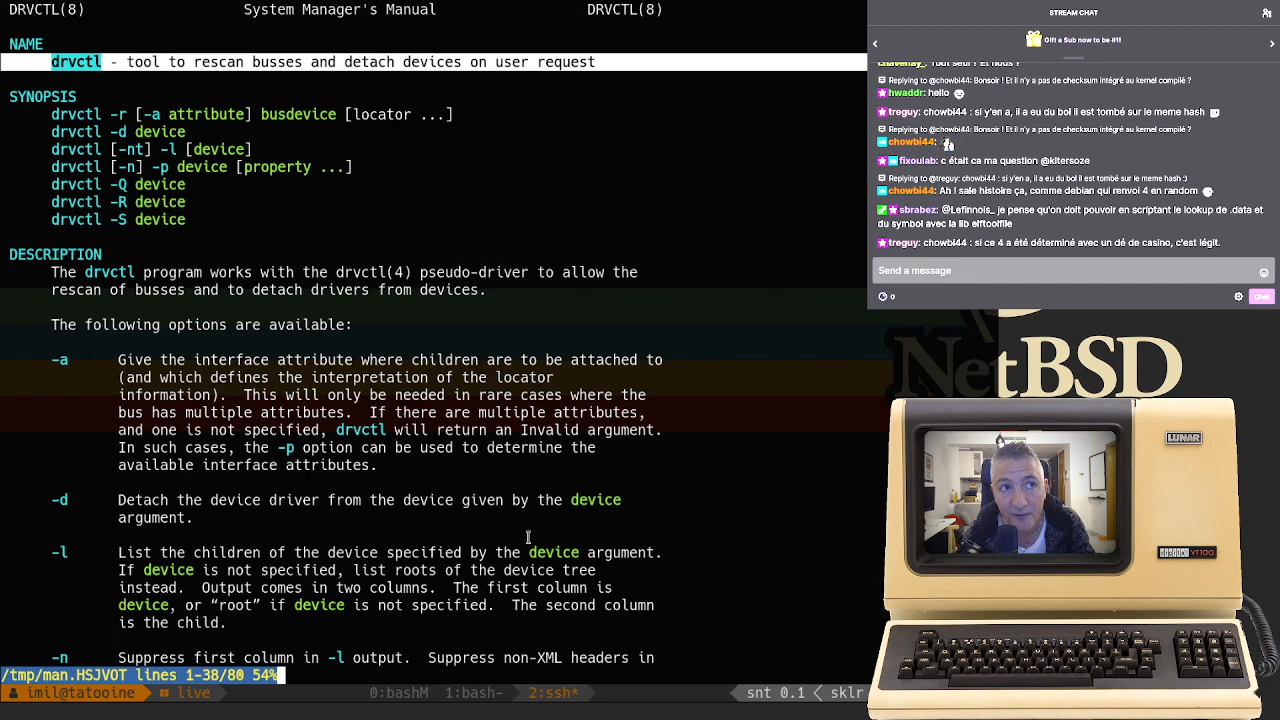 DRVCTL(8) System Manager's Manual DRVCTL(8)
NAME
drvctl - tool to rescan busses and detach devices on user request
SYNOPSIS
drvctl -r [-a attribute] busdevice [locator ...]
drvctl -d device
drvctl [-nt] -l [device]
drvctl [-n] -p device [property ...]
drvctl -Q device
drvctl -R device
drvctl -S device
DESCRIPTION
The drvctl program works with the drvctl(4) pseudo-driver to allow the
rescan of busses and to detach drivers from devices.
The following options are available:
-a Give the interface attribute where children are to be attached to
(and which defines the interpretation of the locator
information). This will only be needed in rare cases where the
bus has multiple attributes. If there are multiple attributes,
and one is not specified, drvctl will return an Invalid argument.
In such cases, the -p option can be used to determine the
available interface attributes.
-d Detach the device driver from the device given by the device
argument.
-l List the children of the device specified by the device argument.
If device is not specified, list roots of the device tree
instead. Output comes in two columns. The first column is
device, or “root” if device is not specified. The second column
is the child.
-n Suppress first column in -l output. Suppress non-XML headers in
/tmp/man.HSJVOT lines 1-38/80 54%
imil@tatooine live 0:bashM 1:bash- 2:ssh* snt 0.1 sklr
STREAM CHAT
Gift a Sub now to be #1!
chavenay_: Tout seul ? Et nous ?
Replying to @chowbi44: Bonsoir ! Et il n'y a pas de checksum intégré au kernel compilé ?
hwaddr: hello
treguy: chowbi44 : si y'en a, il a eu du bol il est tombé sur le meme hash
Replying to @chowbi44: Bonsoir ! Et il n'y a pas de checksum intégré au kernel compilé ?
chowbi44:
fixoulab: c était ca ma question @kitersoze
Replying to @treguy: chowbi44 : si y'en a, il a eu du bol il est tombé sur le meme hash :)
chowbi44: Ah ! sale histoire ça, comme debian qui renvoi 4 en random
sbrabez: @Lefinnois_ je pense qu'on doit pouvoir en scriptant le lookup de .data et
du symbol avec la lib elftoolfile
treguy: chowbi44 : si ce 4 a été déterminé avec un dé de casino, c'est légit.
Send a message
0
Chat
NetBSD
LUNAR
digital VT100